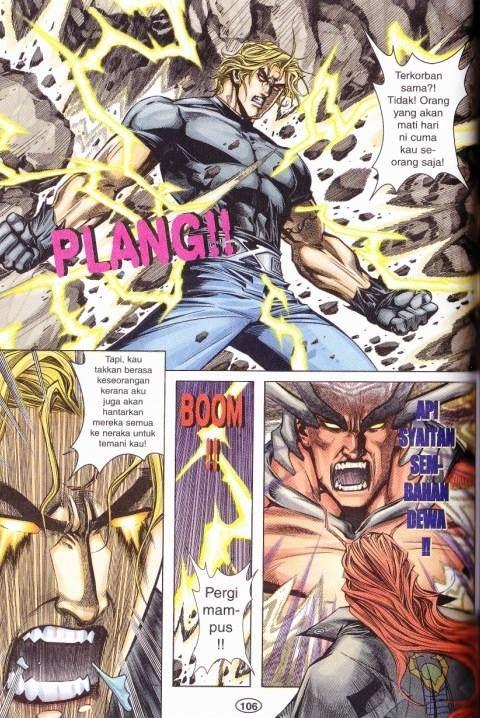 Terkorban
sama?!
Tidak! Orang
yang akan
mati hari
ni cuma
kau se-
orang saja!
PLANG!!
Tapi, kau
takkan berasa
keseorangan
kerana aku
juga akan
hantarkan
mereka semua
ke neraka untuk
temani kau!
BOOM
!!
Pergi
mam-
pus
!!
API
SYAITAN
SEM-
BAHAN
DEWA
!!
106